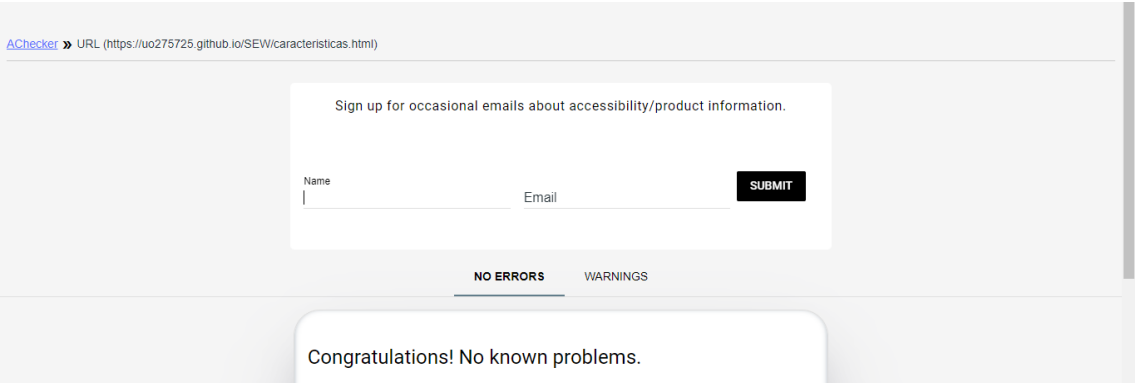 AChecker » URL (https://uo275725.github.io/SEW/caracteristicas.html)
Sign up for occasional emails about accessibility/product information.
Name
Email
SUBMIT
NO ERRORS WARNINGS
Congratulations! No known problems.